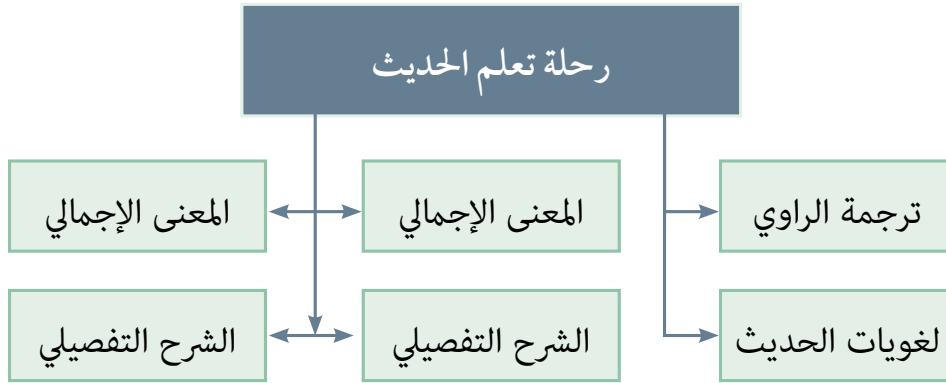 رحلة تعلم الحديث
ترجمة الراوي
المعنى الإجمالي
المعنى الإجمالي
لغويات الحديث
الشرح التفصيلي
الشرح التفصيلي